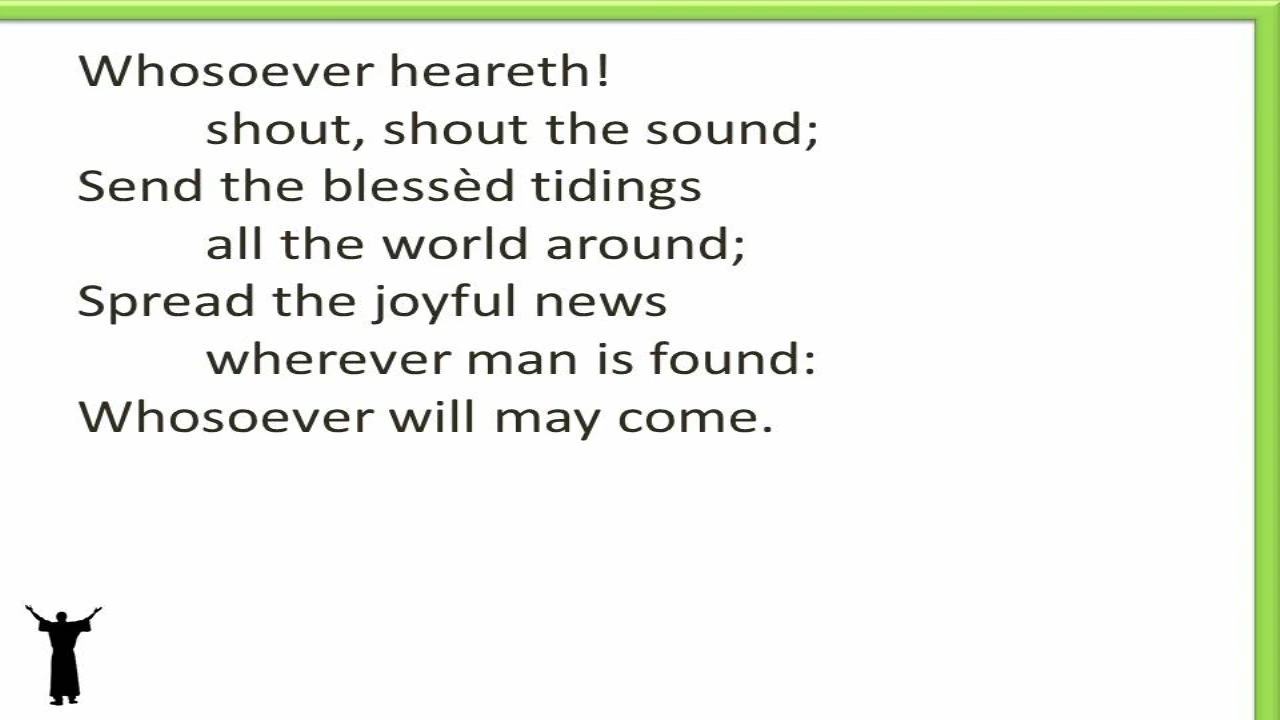 Whosoever heareth!
shout, shout the sound;
Send the blessèd tidings
all the world around;
Spread the joyful news
wherever man is found:
Whosoever will may come.